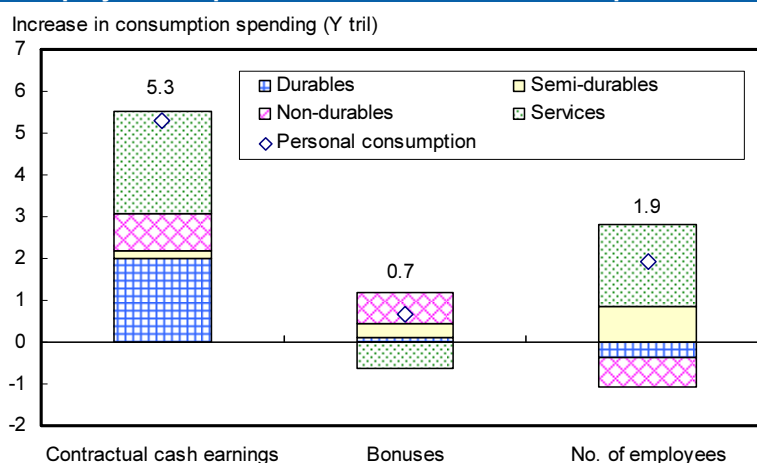 Increase in consumption spending (Y tril)
7
6
5
4
3
2
1
0
-1
-2
Durables
Semi-durables
Non-durables
Services
Personal consumption
5.3
0.7
1.9
Contractual cash earnings
Bonuses
No. of employees